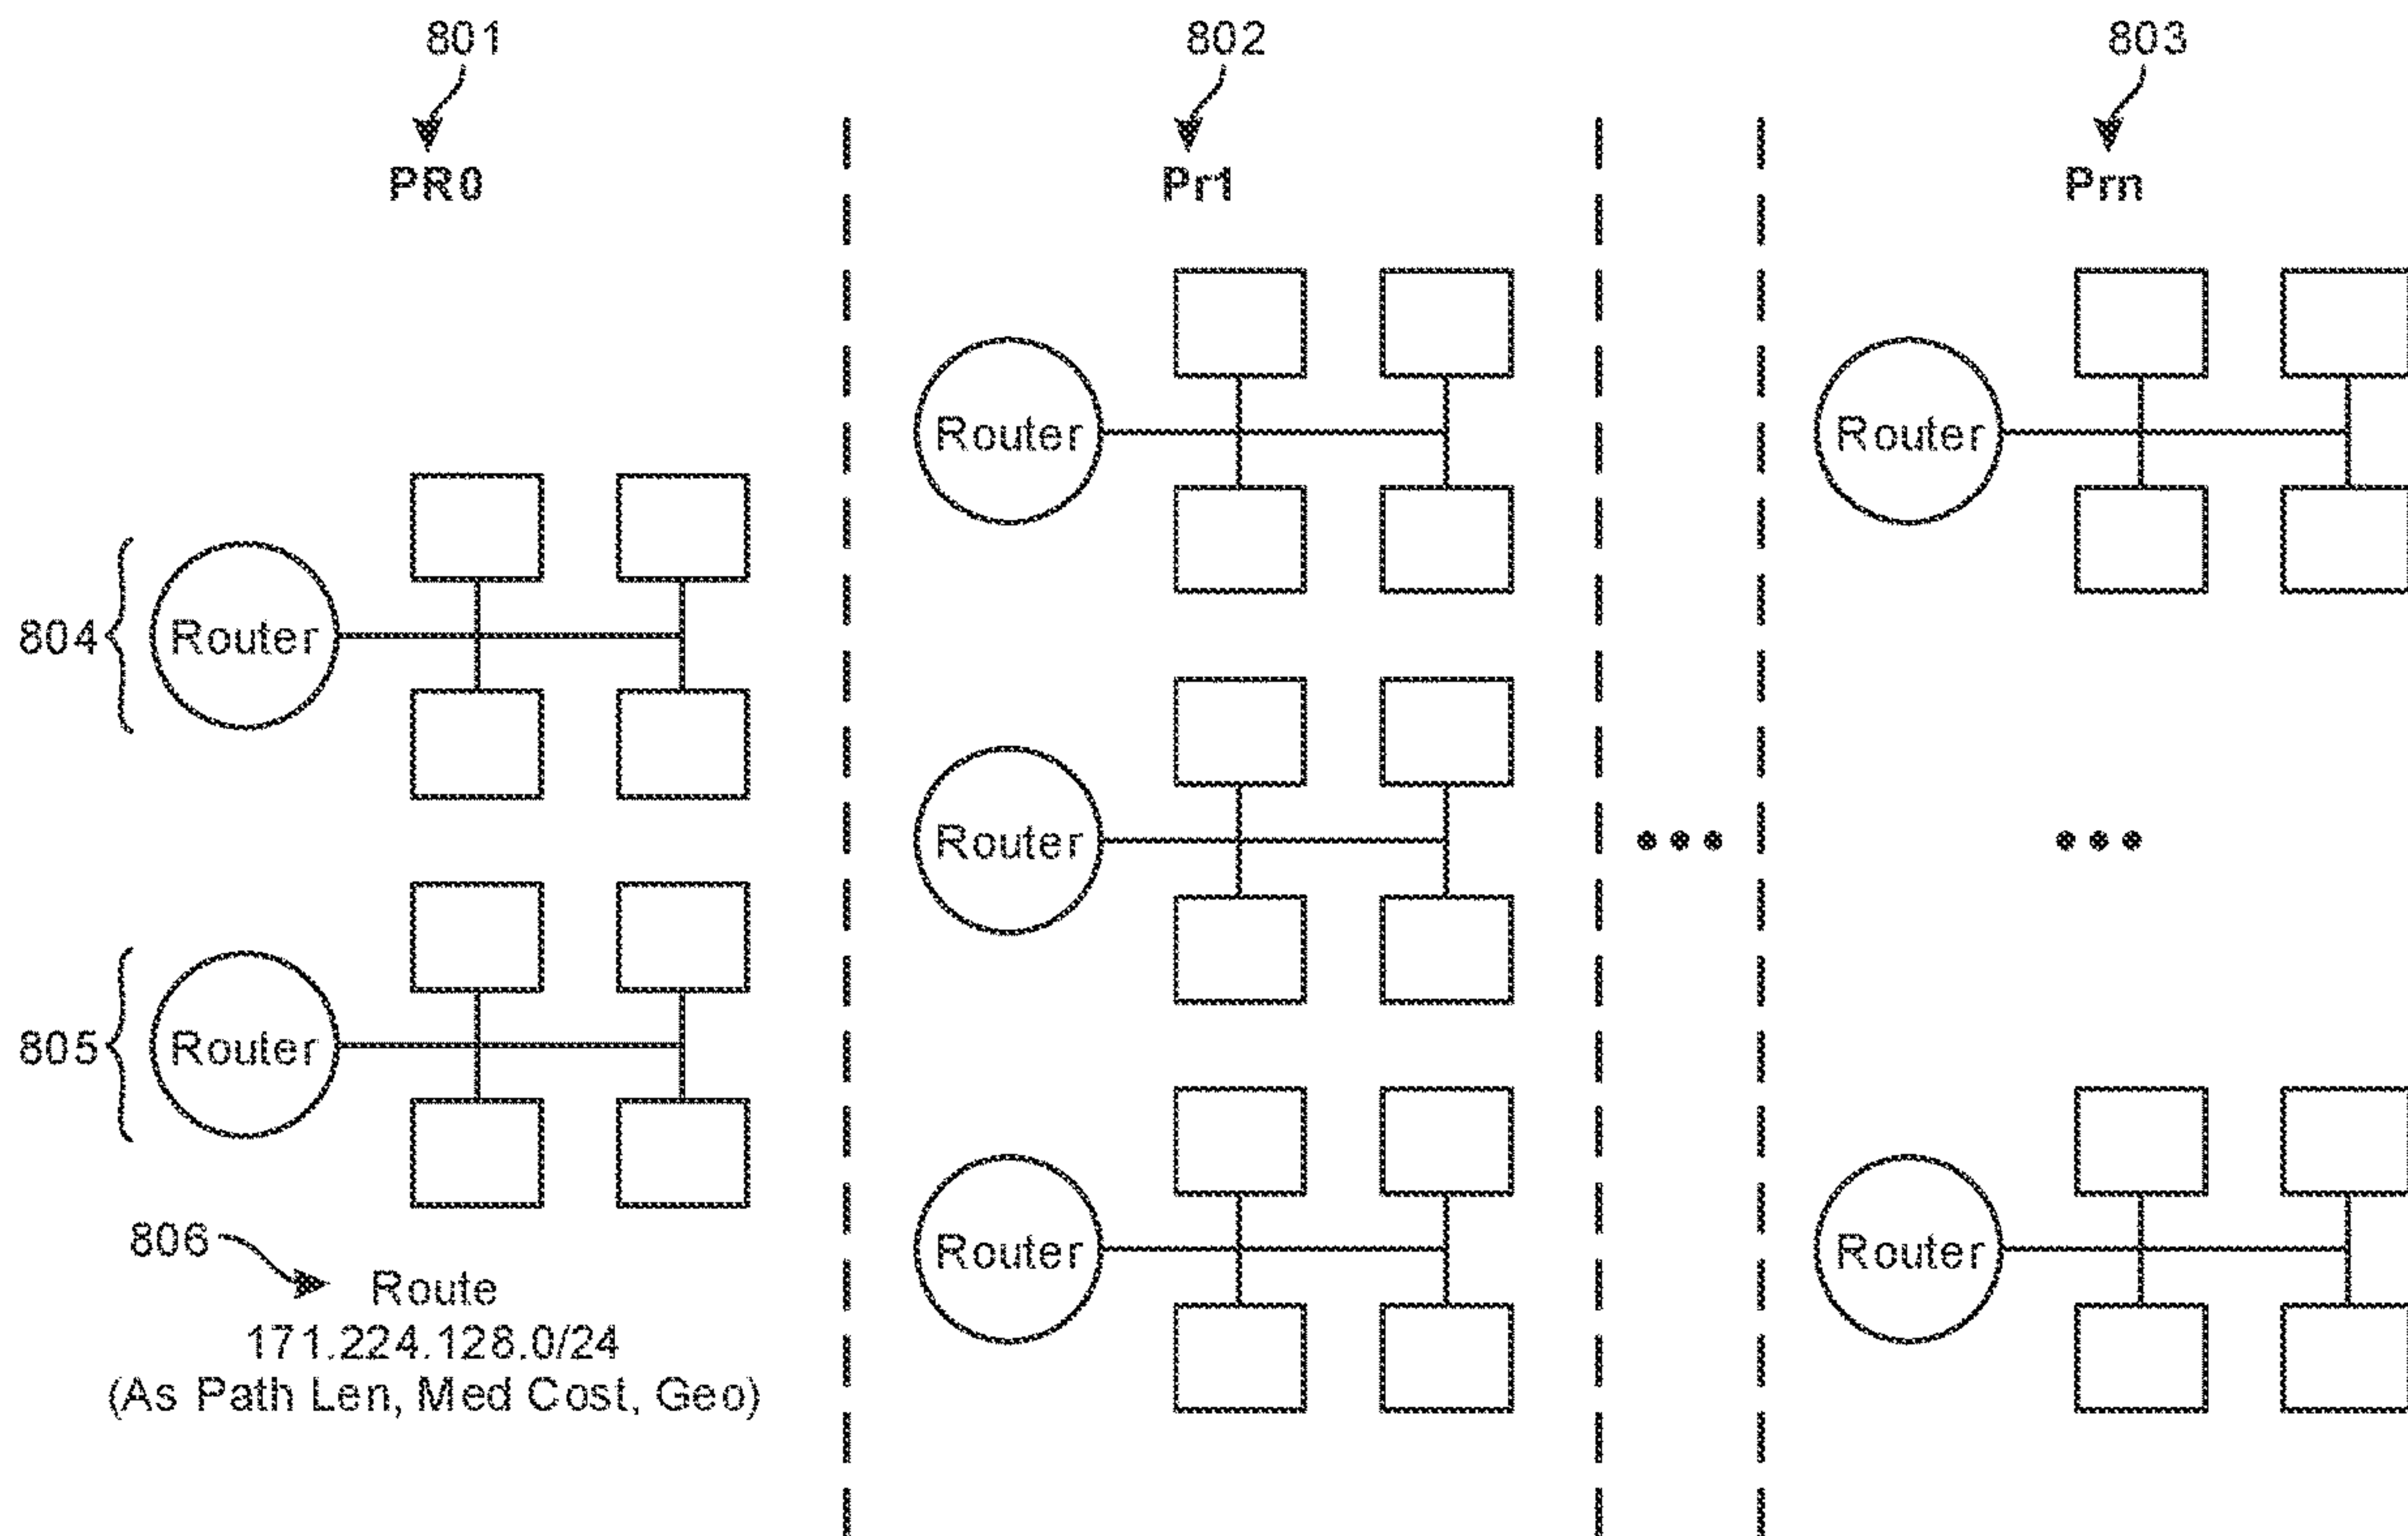 801
802
803
PR0
Pr1
Prn
Router
Router
804
Router
Router
805
Router
Router
Router
806
Route
171.224.128.0/24
(As Path Len, Med Cost, Geo)